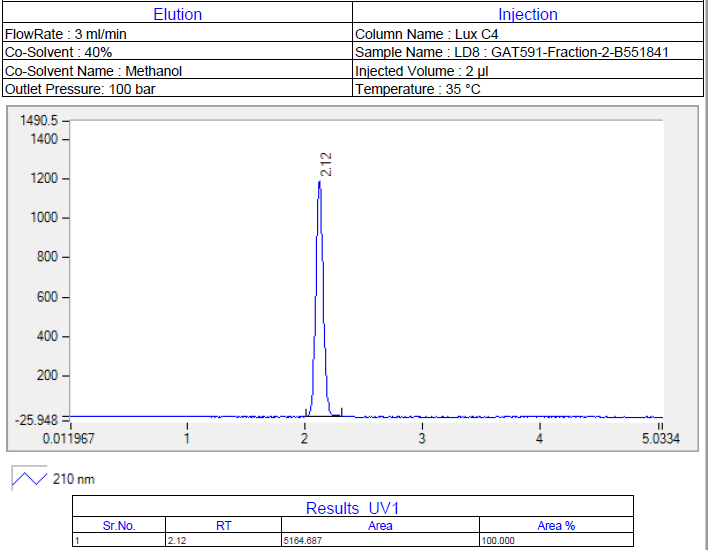 Elution Injection
FlowRate : 3 ml/min Column Name : Lux C4
Co-Solvent : 40% Sample Name : LD8 : GAT591-Fraction-2-B551841
Co-Solvent Name : Methanol Injected Volume : 2 µl
Outlet Pressure: 100 bar Temperature : 35 °C
1490.5
1400
1200
1000
800
600
400
200
-25.948
2.12
0.011967 1 2 3 4 5.0334
210 nm
Results UV1
Sr.No. RT Area Area %
1 2.12 5164.687 100.000